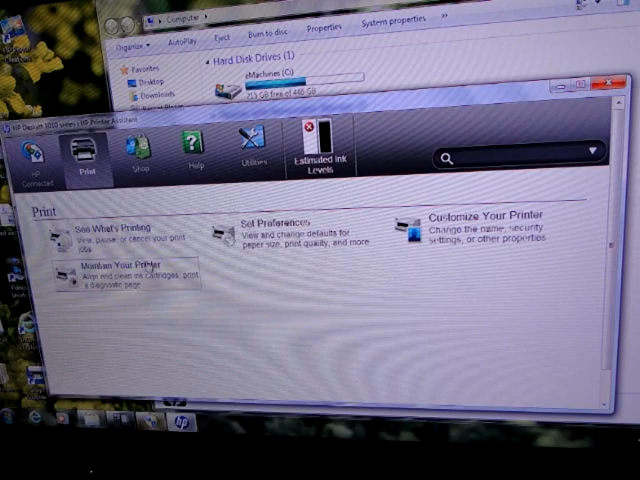 Computer
Organize AutoPlay Eject Burn to disc Properties System properties »
Favorites
Desktop
Downloads
Hard Disk Drives (1)
eMachines (C:)
215 GB free of 446 GB
HP Deskjet 1050 series : HP Printer Assistant
HP Connected
Print
Shop
Help
Utilities
Estimated Ink
Levels
Print
See What's Printing
View, pause, or cancel your print
jobs
Set Preferences
View and change defaults for
paper size, print quality, and more
Customize Your Printer
Change the name, security
settings, or other properties
Maintain Your Printer
Align and clean ink cartridges, print
a diagnostic page
hp